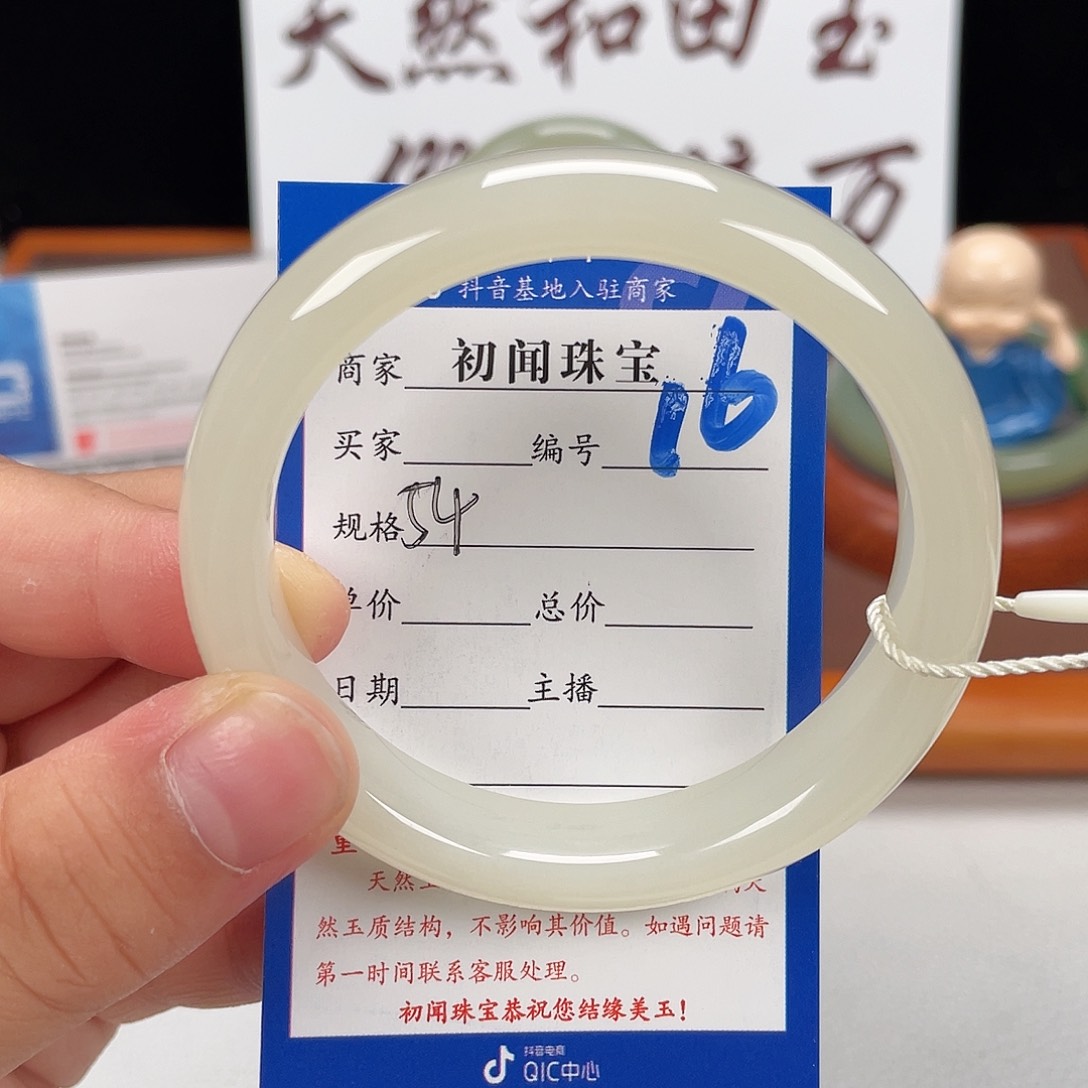 天然和田玉
万
抖音基地入驻商家
商家 初闻珠宝
16
买家 编号
规格 54
单价 总价
日期 主播
天然
然玉质结构，不影响其价值。如遇问题请
第一时间联系客服处理。
初闻珠宝恭祝您结缘美玉！
抖音电商
QIC中心